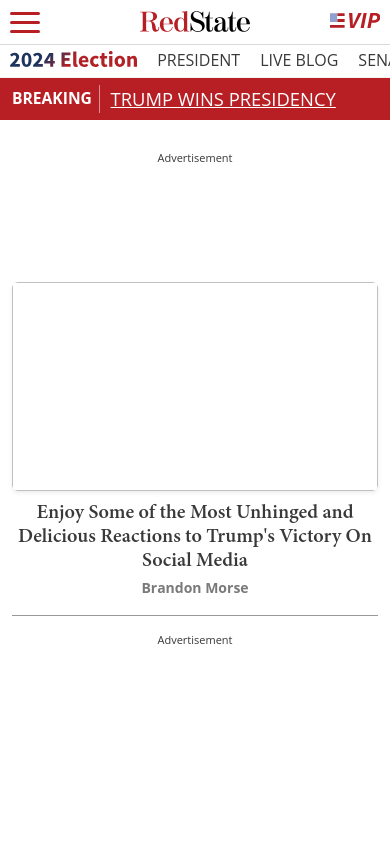 RedState
VIP
2024 Election PRESIDENT LIVE BLOG SENA
BREAKING TRUMP WINS PRESIDENCY
Advertisement
Enjoy Some of the Most Unhinged and
Delicious Reactions to Trump's Victory On
Social Media
Brandon Morse
Advertisement